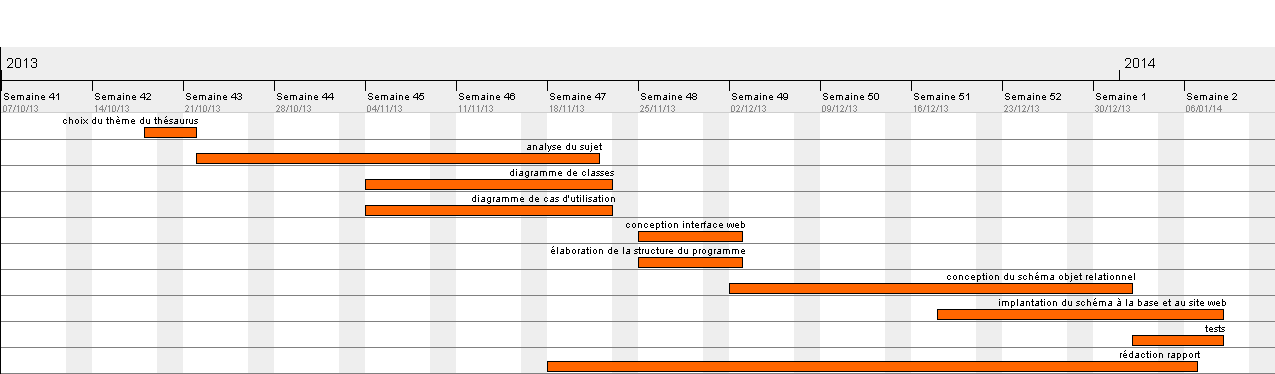 2013 2014
Semaine 41 Semaine 42 Semaine 43 Semaine 44 Semaine 45 Semaine 46 Semaine 47 Semaine 48 Semaine 49 Semaine 50 Semaine 51 Semaine 52 Semaine 1 Semaine 2
07/10/13 14/10/13 21/10/13 28/10/13 04/11/13 11/11/13 18/11/13 25/11/13 02/12/13 09/12/13 16/12/13 23/12/13 30/12/13 06/01/14
choix du thème du thésaurus
analyse du sujet
diagramme de classes
diagramme de cas d'utilisation
conception interface web
élaboration de la structure du programme
conception du schéma objet relationnel
implantation du schéma à la base et au site web
tests
rédaction rapport